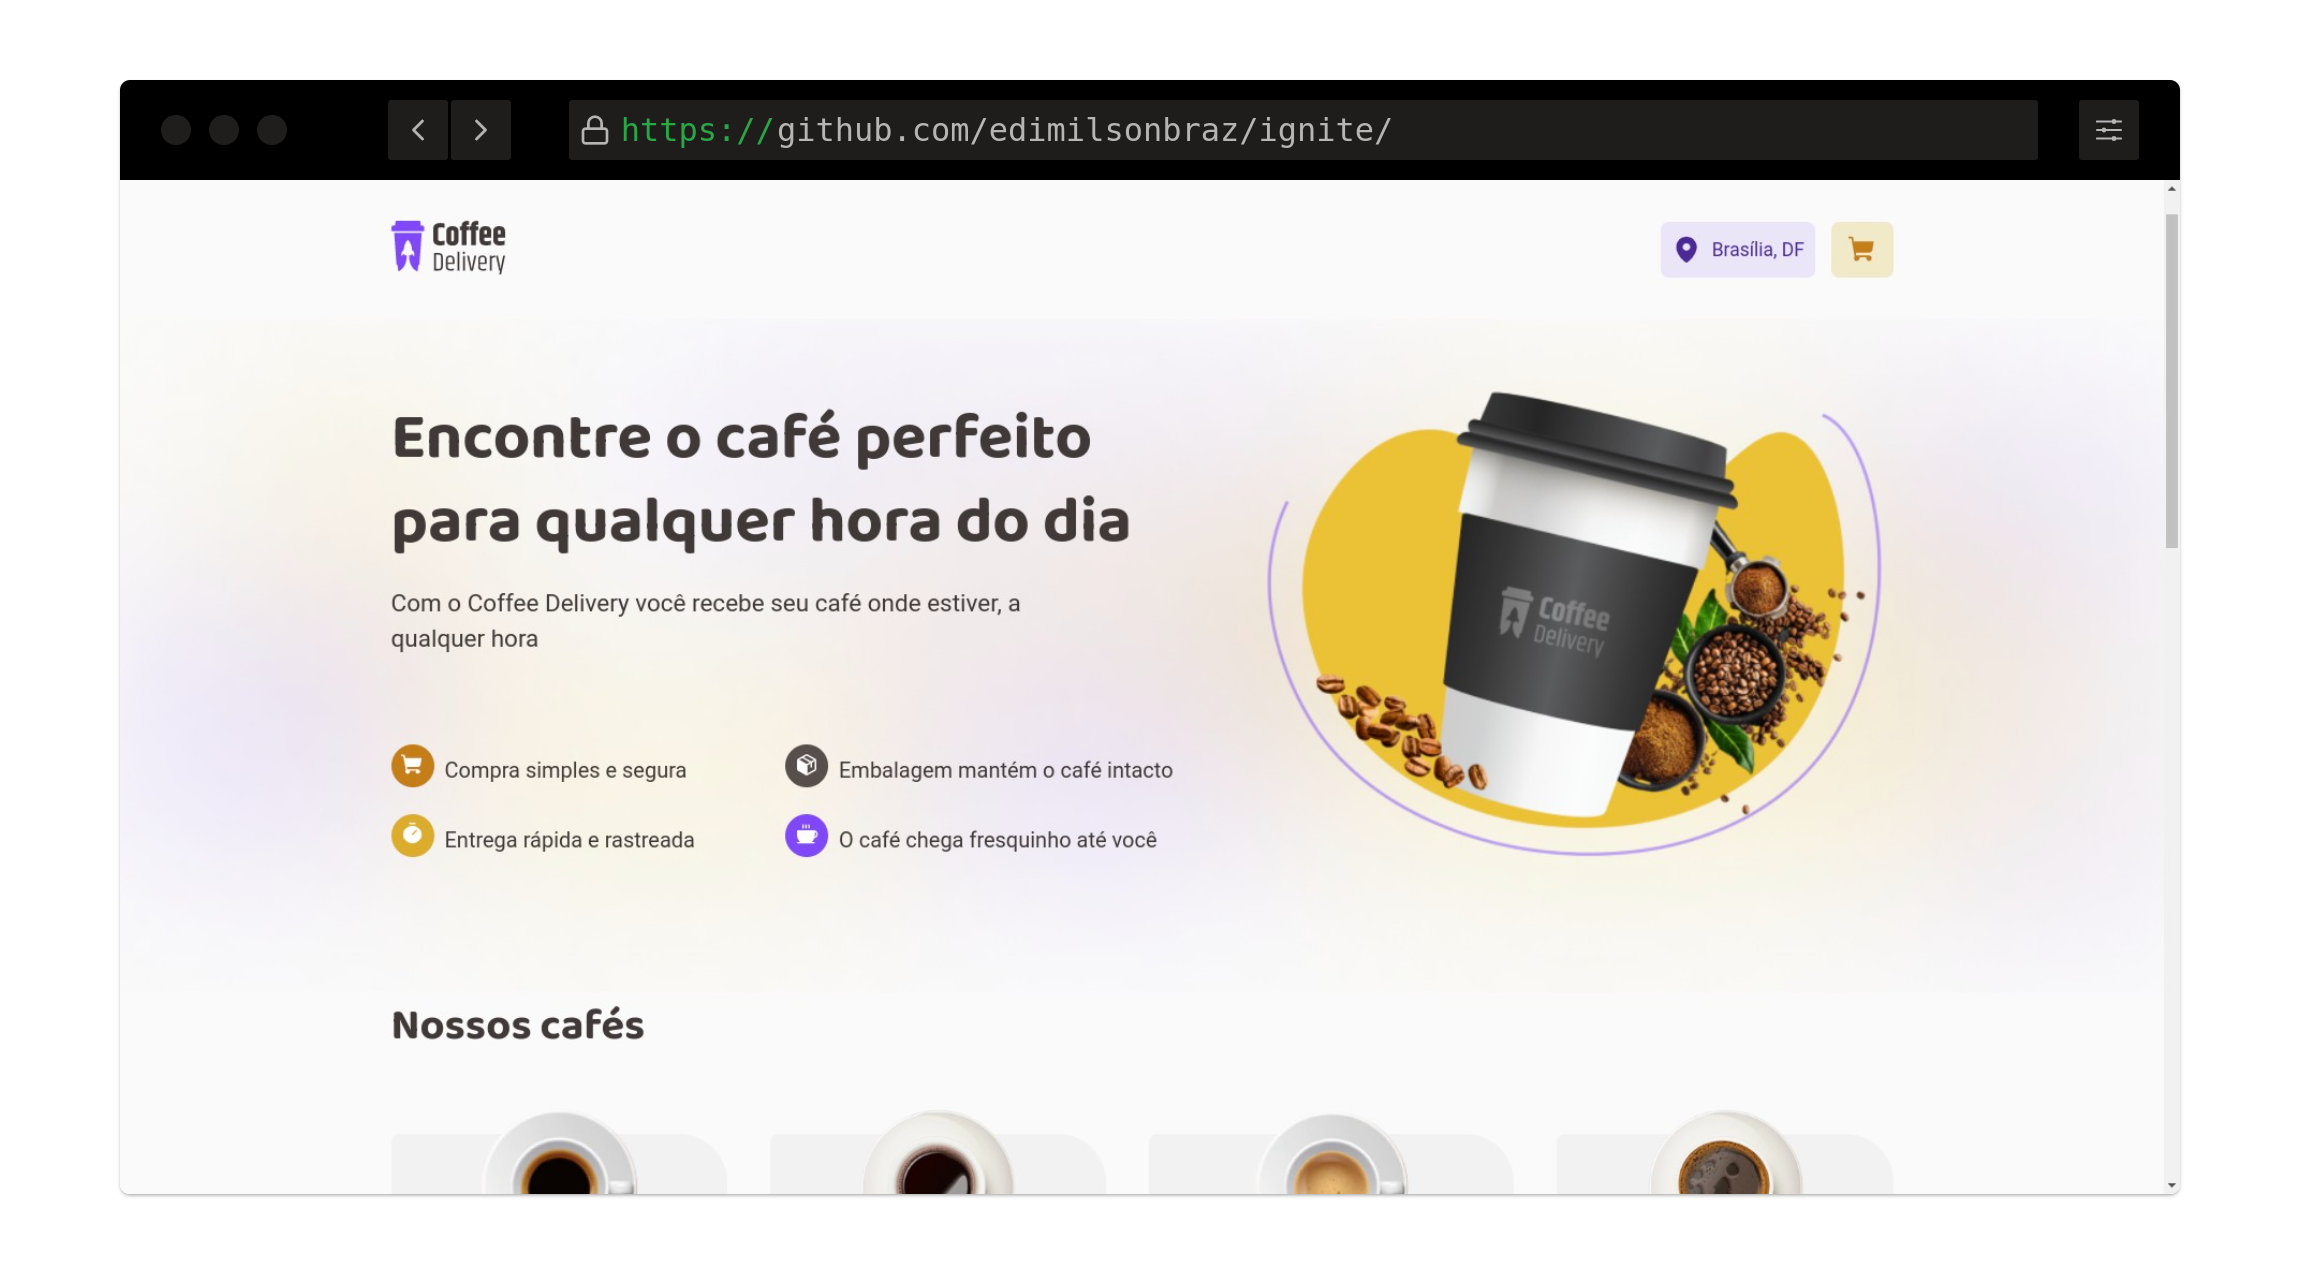 https://github.com/edimilsonbraz/ignite/
Coffee
Delivery
Brasília, DF
Encontre o café perfeito
para qualquer hora do dia
Com o Coffee Delivery você recebe seu café onde estiver, a
qualquer hora
Coffee
Delivery
Compra simples e segura
Embalagem mantém o café intacto
Entrega rápida e rastreada
O café chega fresquinho até você
Nossos cafés